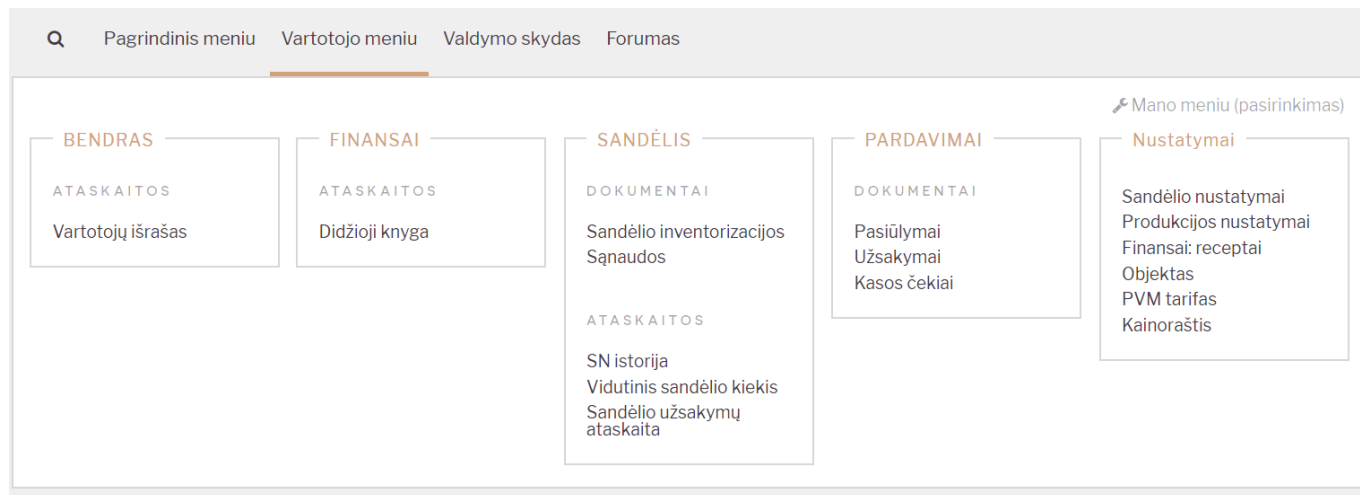 Pagrindinis meniu Vartotojo meniu Valdymo skydas Forumas
Mano meniu (pasirinkimas)
BENDRAS
ATASKAITOS
Vartotojų išrašas
FINANSAI
ATASKAITOS
Didžioji knyga
SANDĖLIS
DOKUMENTAI
Sandėlio inventorizacijos
Sąnaudos
ATASKAITOS
SN istorija
Vidutinis sandėlio kiekis
Sandėlio užsakymų
ataskaita
PARDAVIMAI
DOKUMENTAI
Pasiūlymai
Užsakymai
Kasos čekiai
Nustatymai
Sandėlio nustatymai
Produkcijos nustatymai
Finansai: receptai
Objektas
PVM tarifas
Kainoraštis